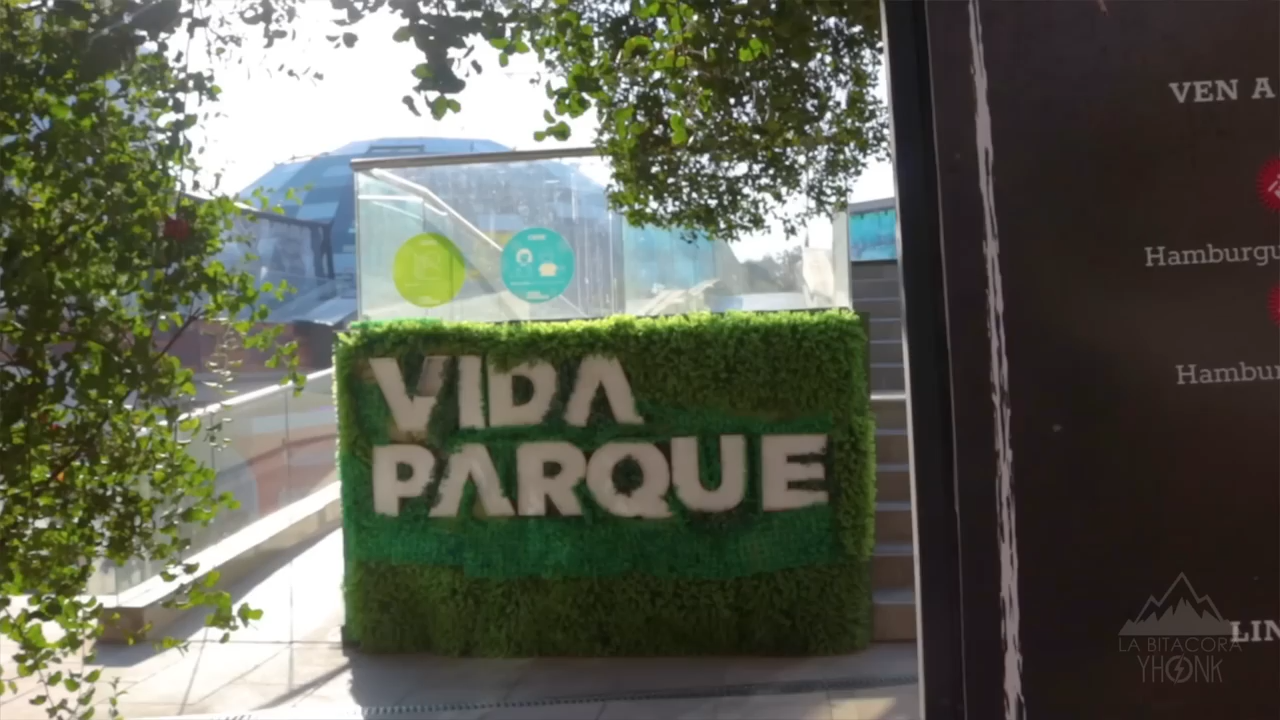 VIDA
PARQUE
VEN A
Hamburgu
Hambur
LIN
LA BITACORA
YHONK